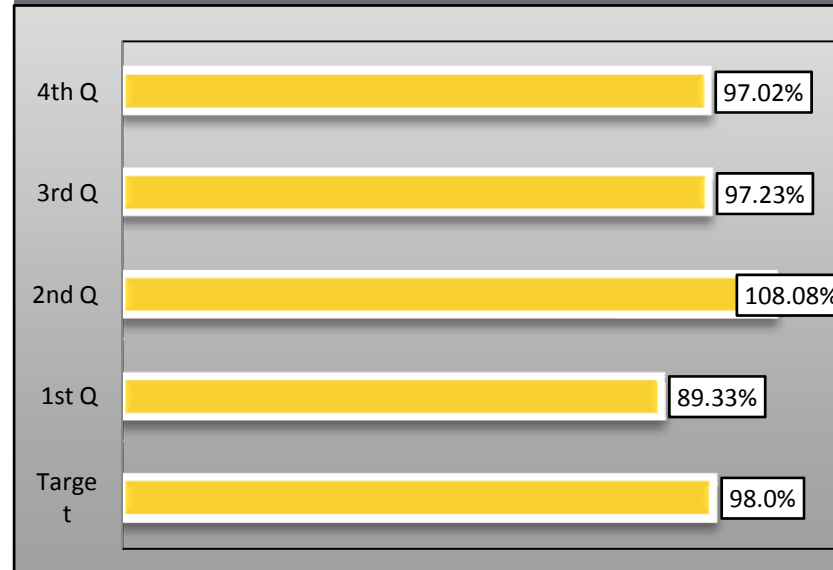 4th Q
97.02%
3rd Q
97.23%
2nd Q
108.08%
1st Q
89.33%
Targe
t
98.0%